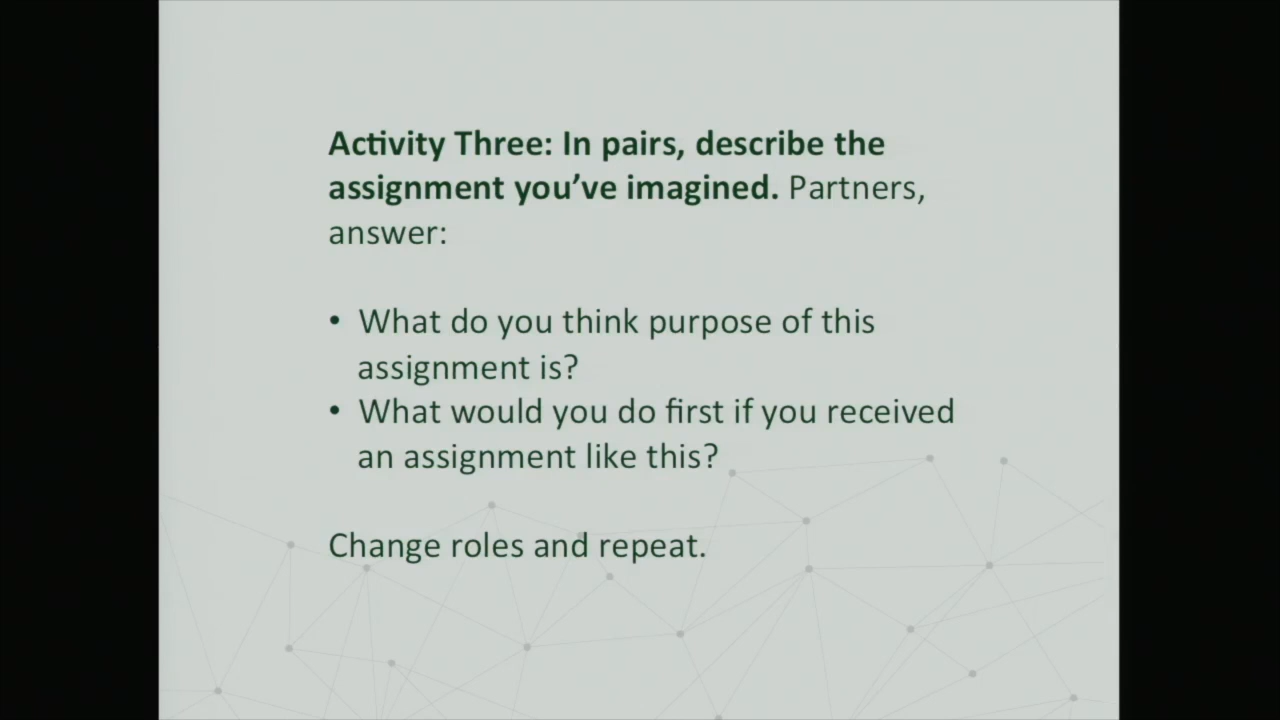 Activity Three: In pairs, describe the
assignment you’ve imagined. Partners,
answer:
• What do you think purpose of this
assignment is?
• What would you do first if you received
an assignment like this?
Change roles and repeat.